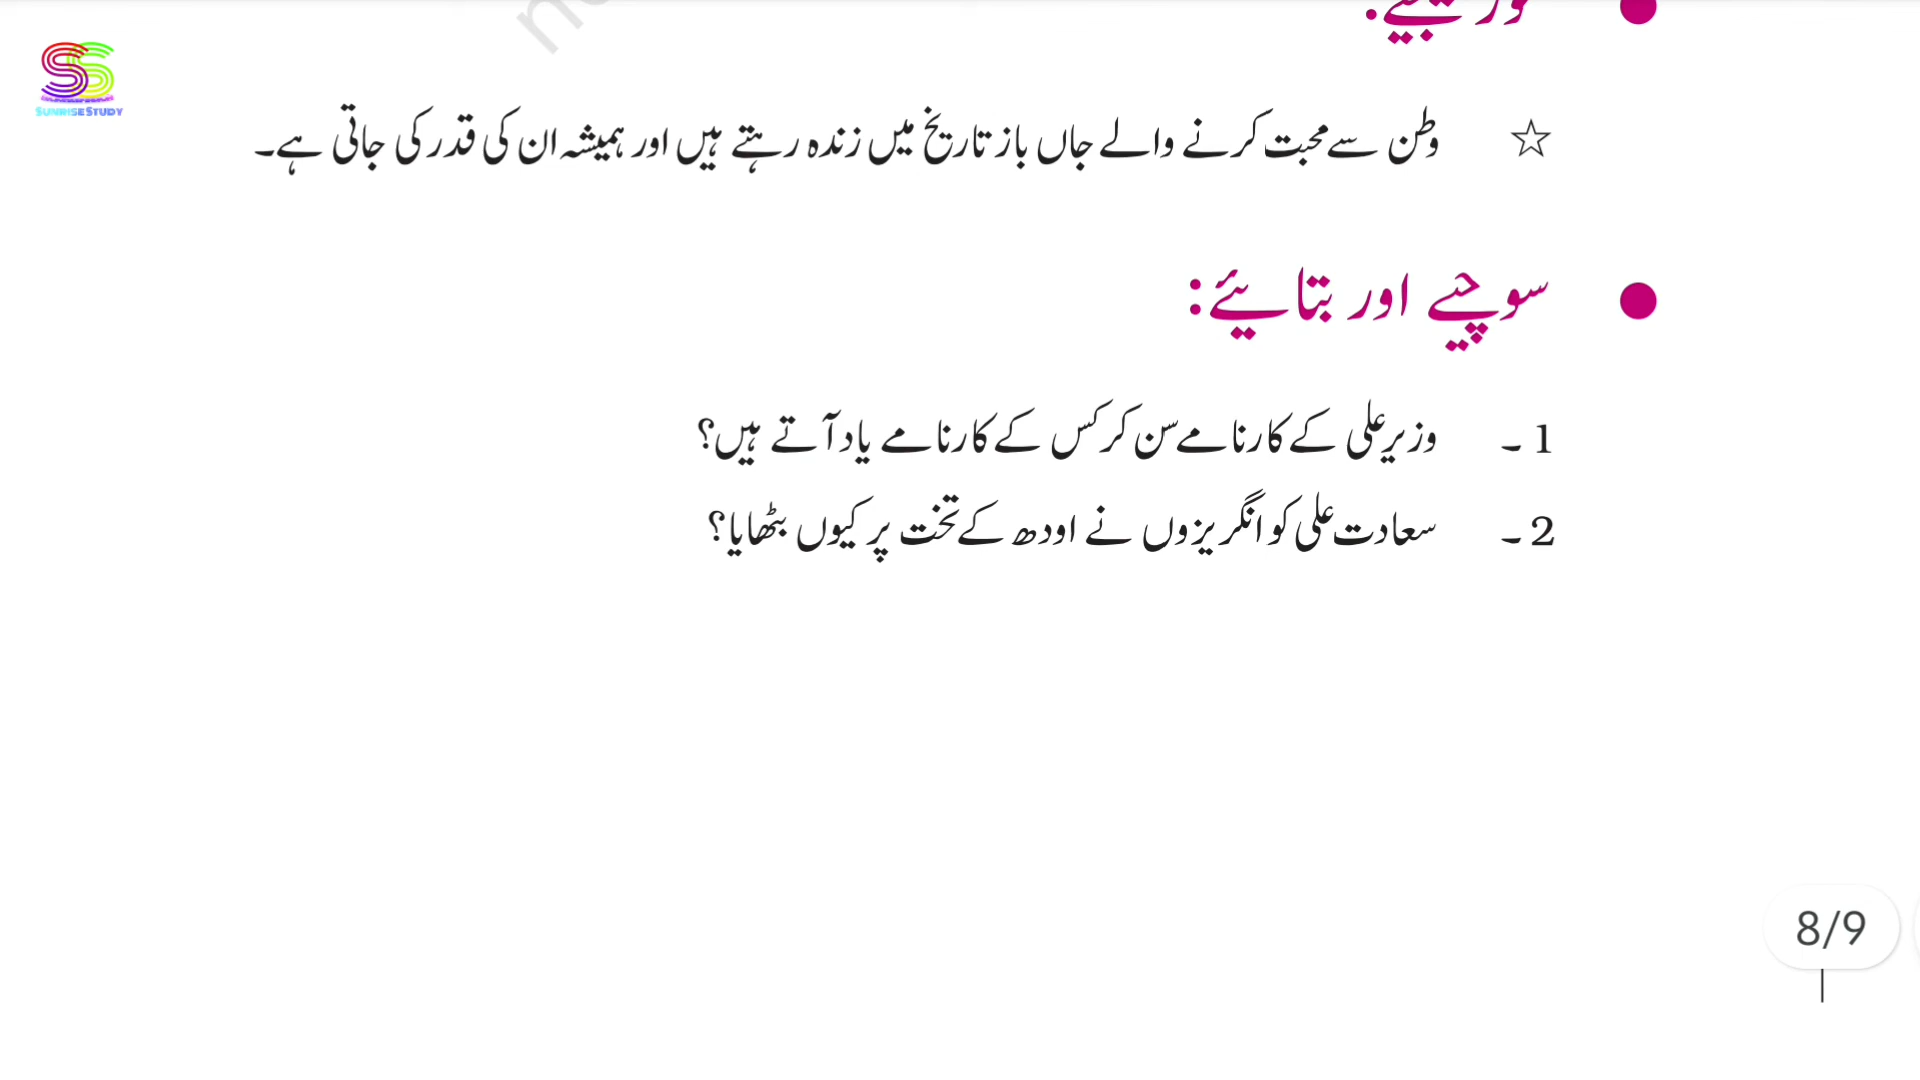 SS
SUNRISESTUDY
☆ وطن سے محبت کرنے والے جاں باز تاریخ میں زندہ رہتے ہیں اور ہمیشہ ان کی قدر کی جاتی ہے۔
● سوچیے اور بتائیے:
1 ۔ وزیر علی کے کارنامے سن کر کس کے کارنامے یاد آتے ہیں؟
2 ۔ سعادت علی کو انگریزوں نے اودھ کے تخت پر کیوں بٹھایا؟
8/9